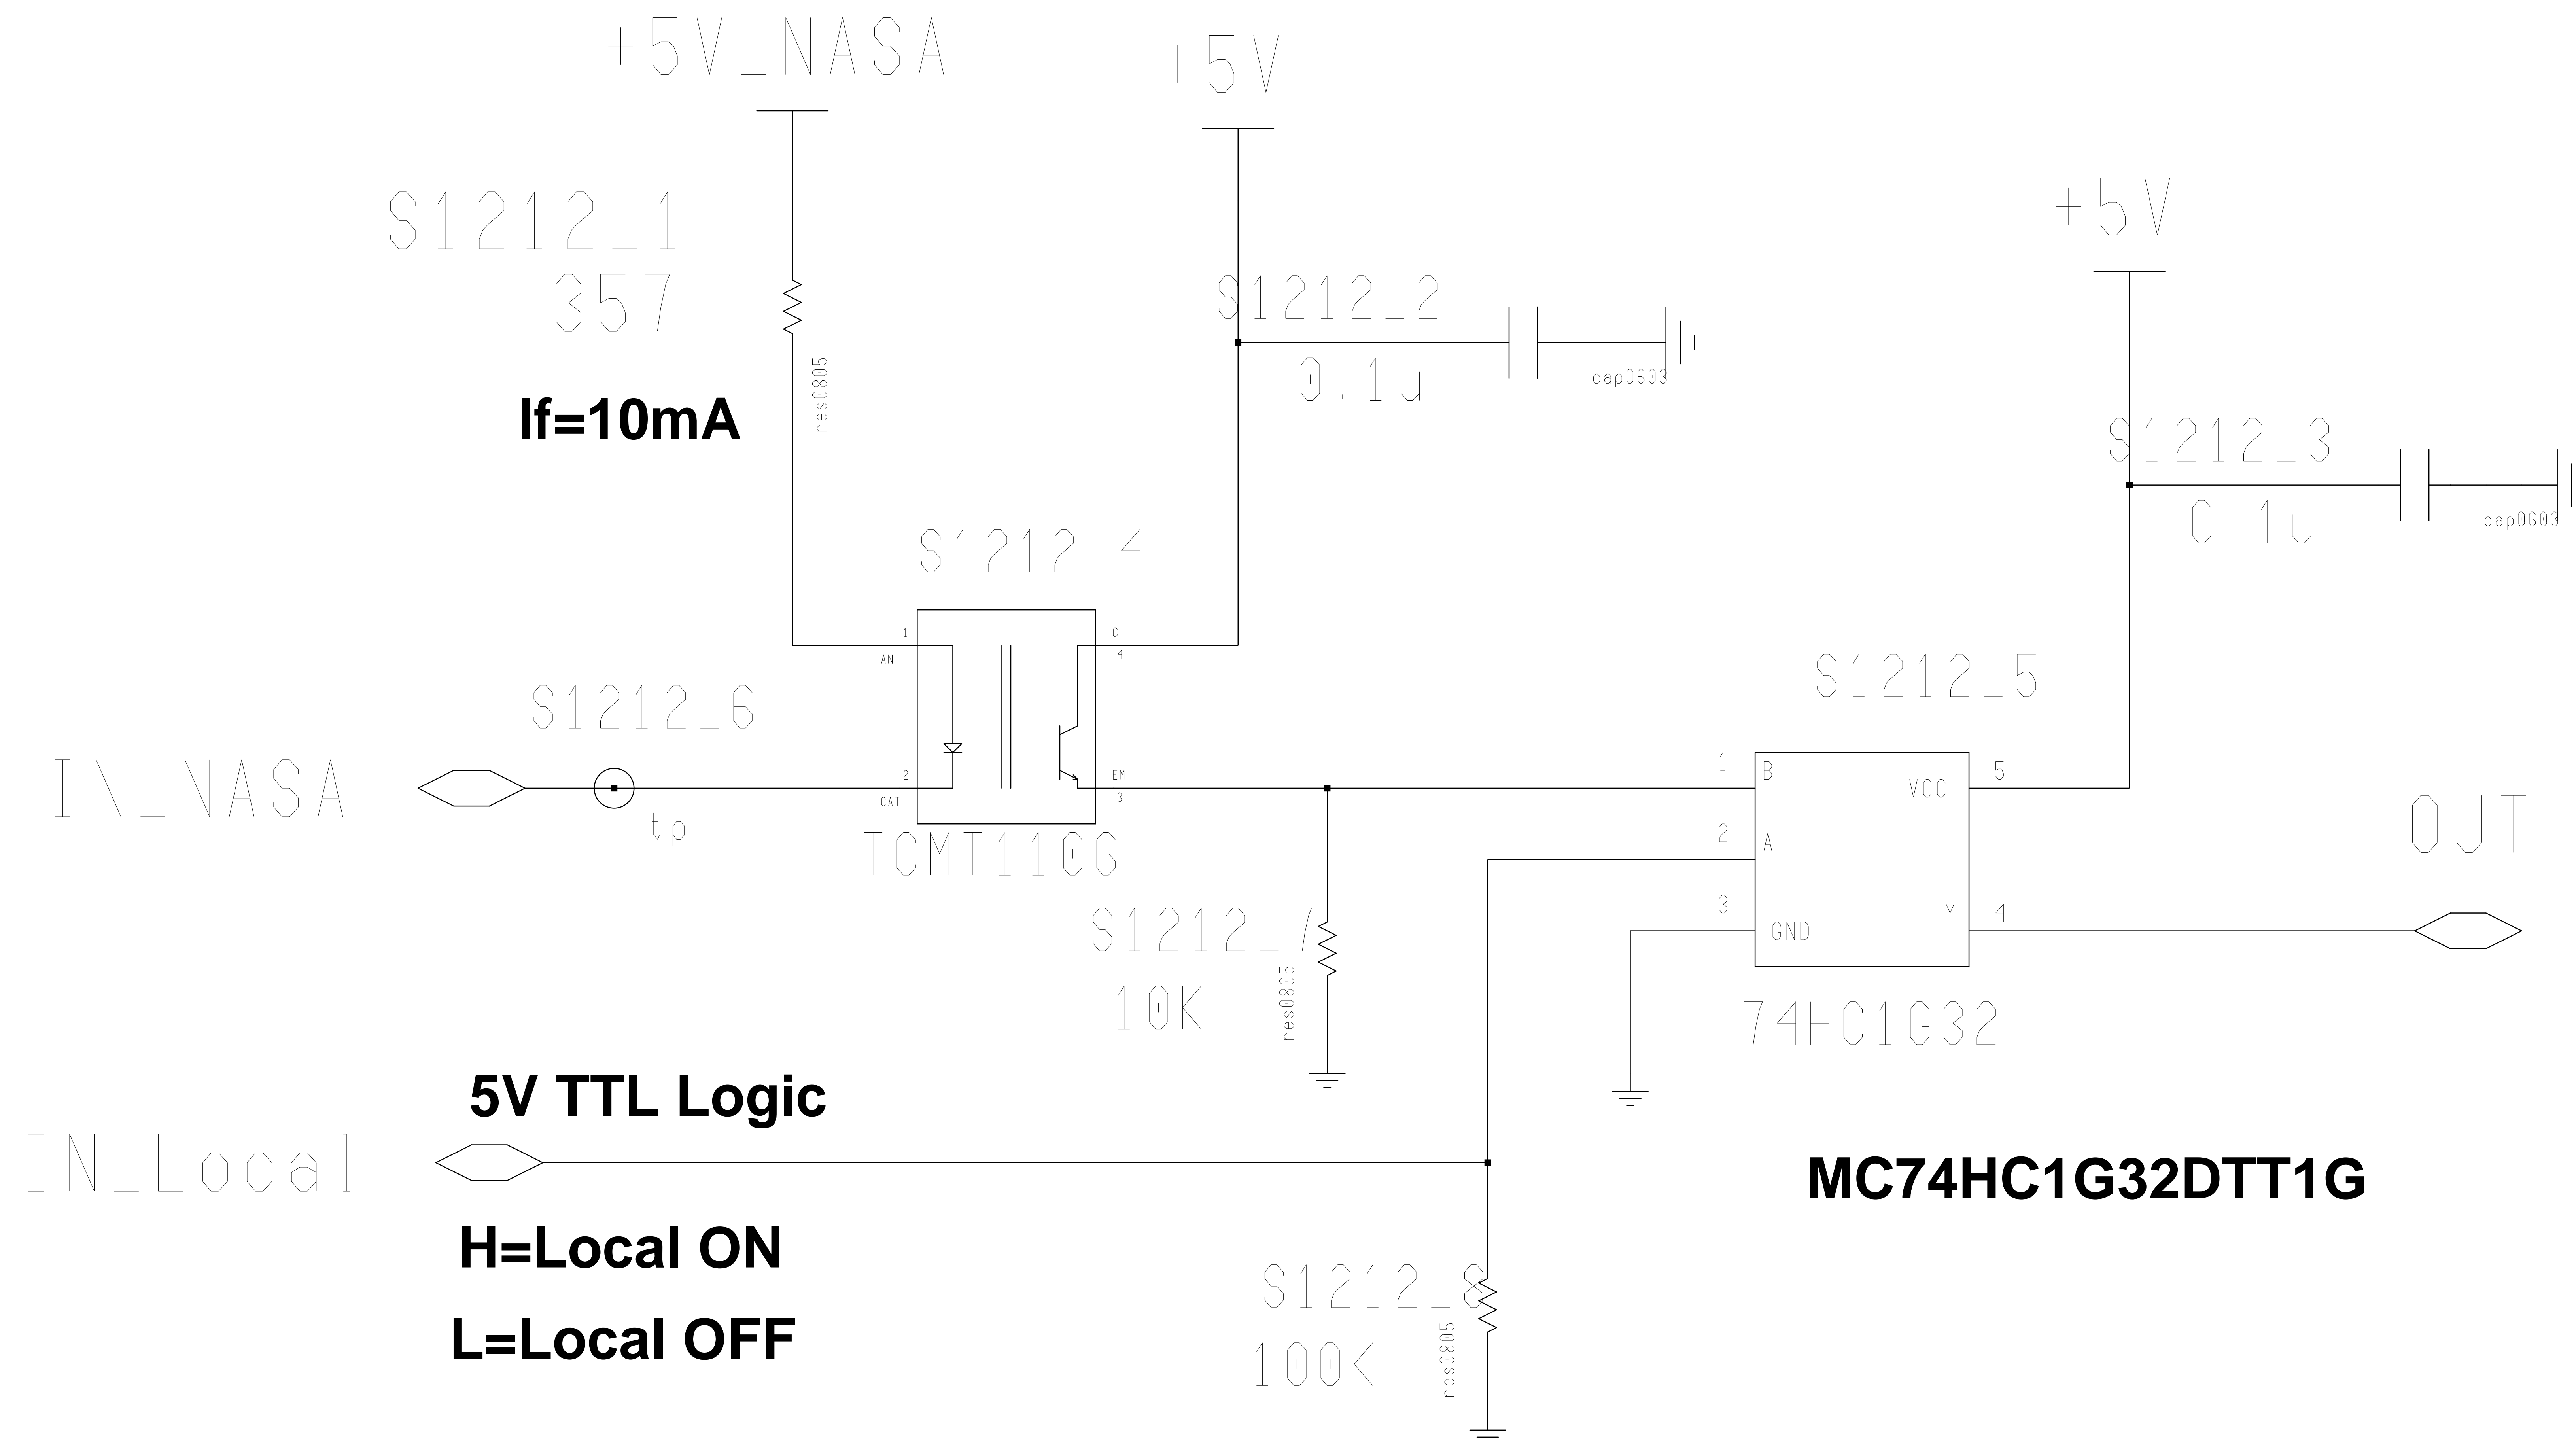 +5V_NASA
+5V
+5V
S1212_1
357
res0805
If=10mA
S1212_2
0.1u
cap0603
S1212_3
0.1u
cap0603
S1212_4
1
AN
C
4
2
CAT
EM
3
TCMT1106
S1212_6
IN_NASA
tp
S1212_5
1
B
VCC
5
2
A
3
GND
Y
4
74HC1G32
OUT
S1212_7
10K
res0805
5V TTL Logic
IN_Local
H=Local ON
L=Local OFF
MC74HC1G32DTT1G
S1212_8
100K
res0805